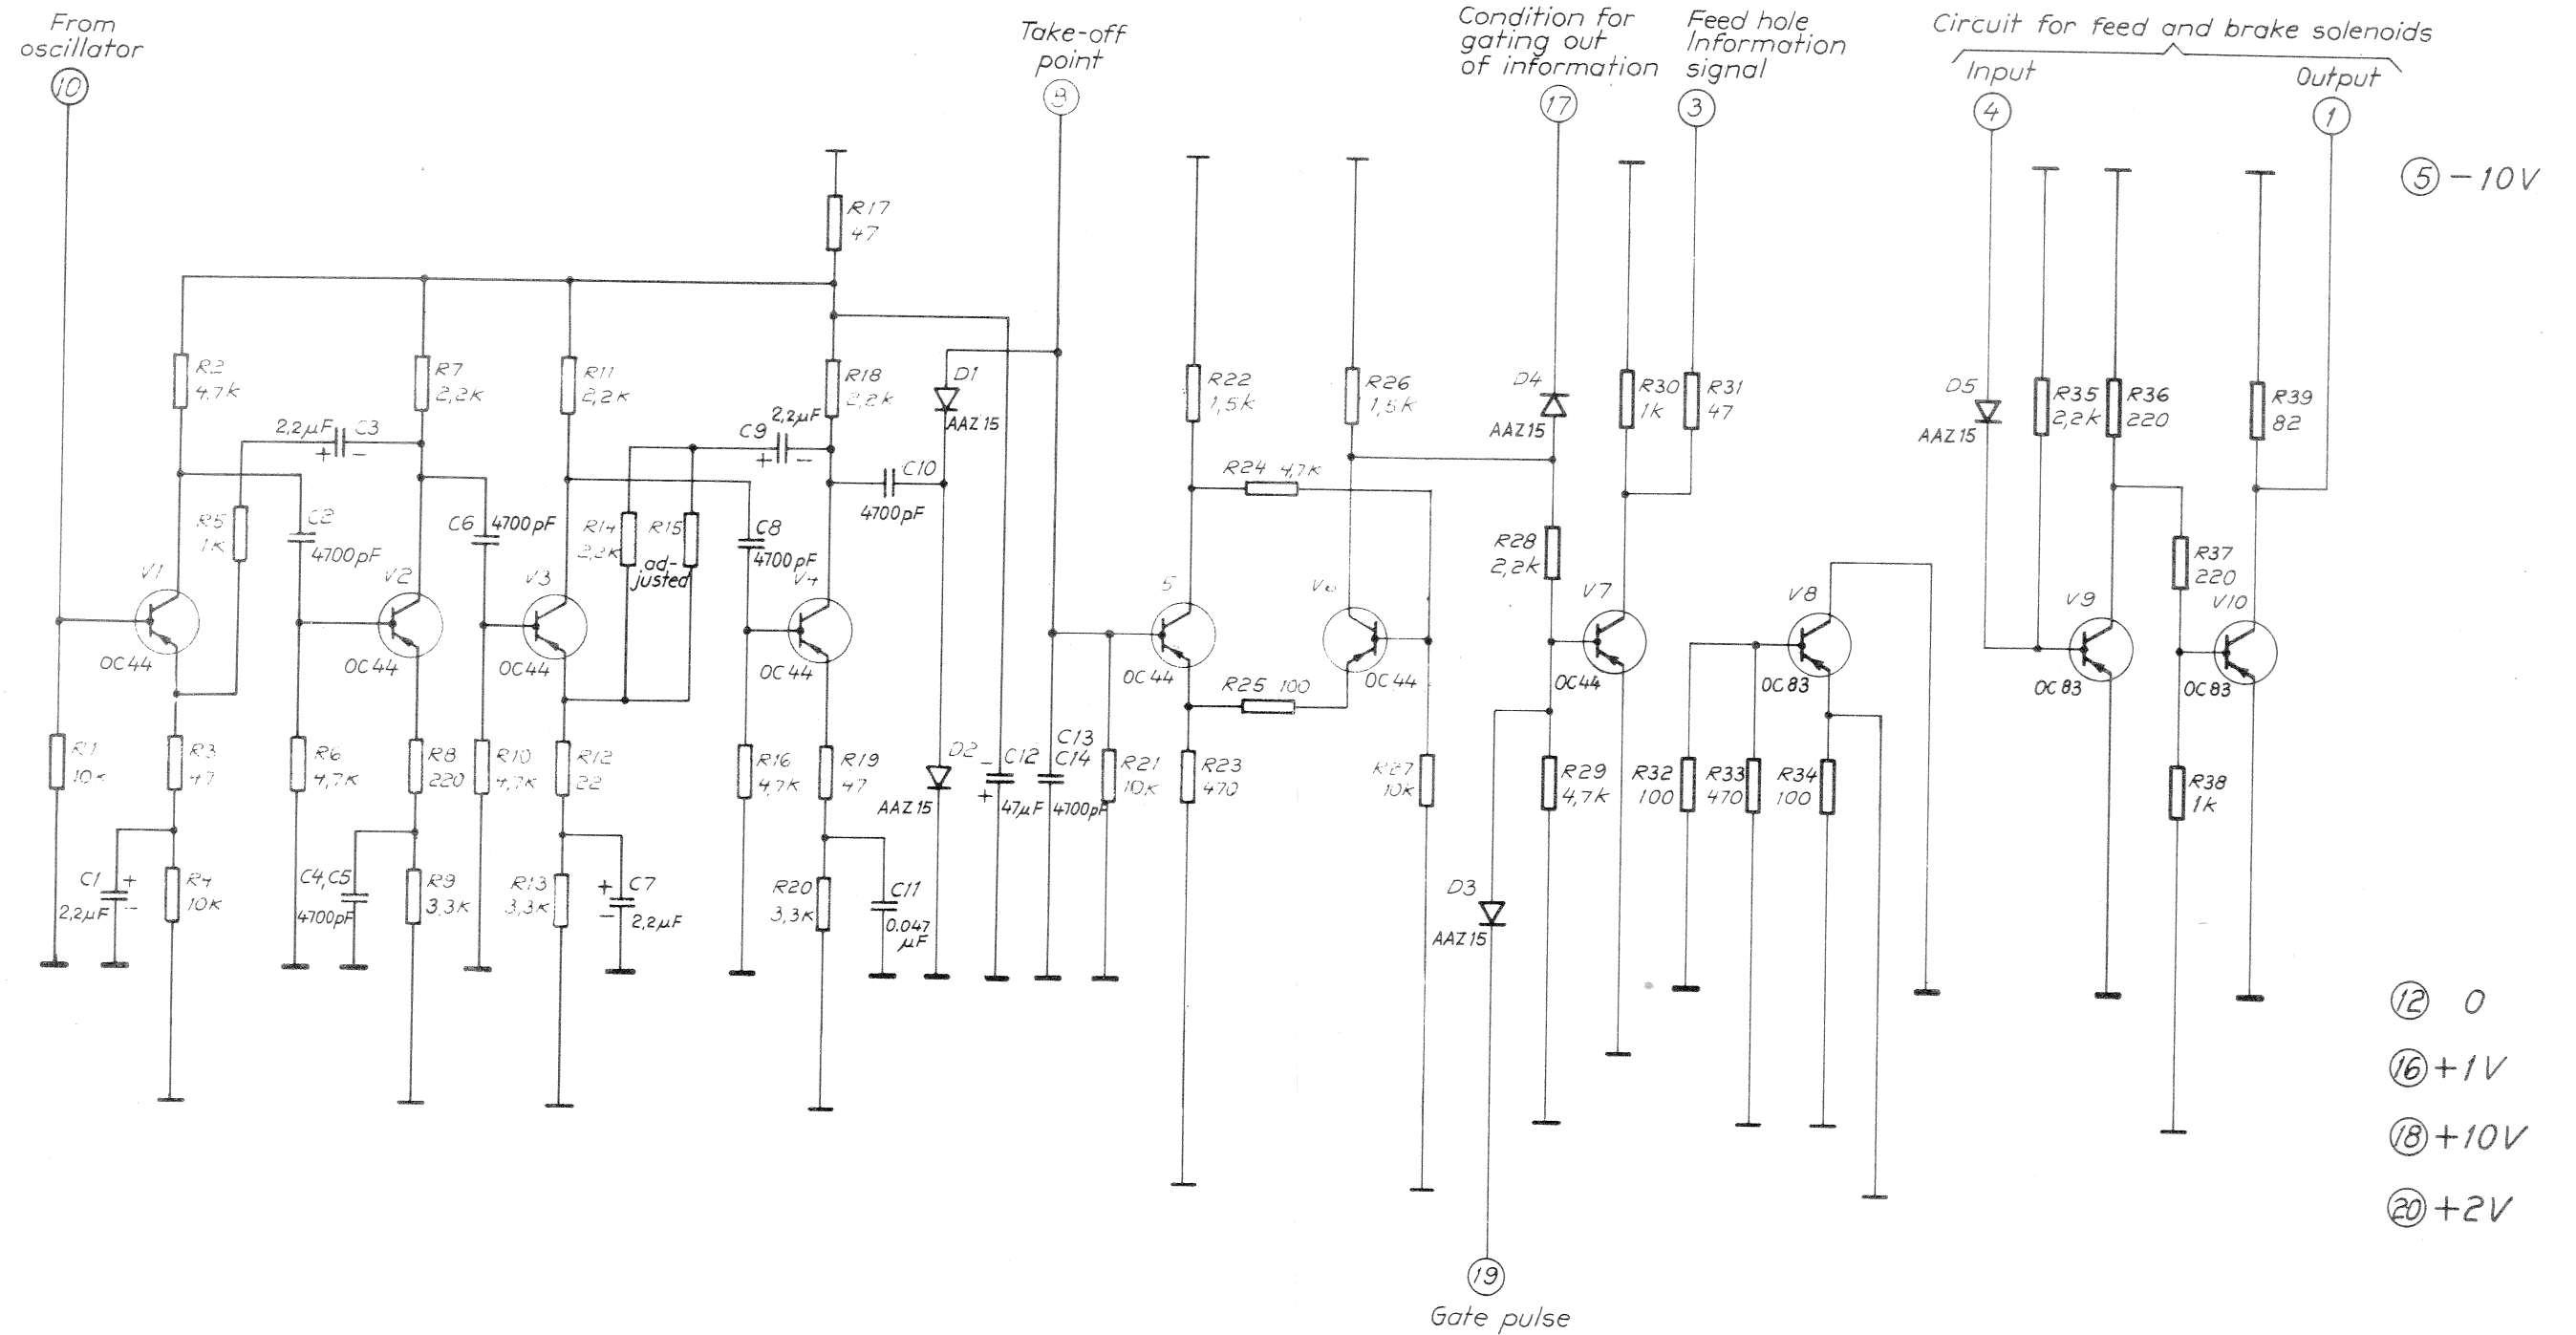 From
oscillator
10
Take-off
point
Condition for
gating out
of information
17
Feed hole
Information
signal
3
Circuit for feed and brake solenoids
Input
4
Output
1
5 -10V
R17
47
R2
4.7K
R7
2,2K
R11
2,2K
R18
2,2k
D1
AAZ15
R22
1,5k
R26
1,5k
D4
AAZ15
R30
1k
R31
47
D5
AAZ15
R35
2,2k
R36
220
R39
82
2,2µF C3
+ -
2,2µF
C9
+ -
C10
4700pF
R24 4,7K
R5
1K
C2
4700pF
C6 4700pF
R14
2,2k
R15
ad-
justed
C8
4700pF
R28
2,2k
R37
220
V1
OC44
V2
OC44
V3
OC44
V4
OC44
5
OC44
V6
OC44
V7
OC44
V8
OC83
V9
OC83
V10
OC83
R25 100
R1
10K
R3
47
R6
4,7K
R8
220
R10
4,7K
R12
22
R16
4,7K
R19
47
D2
AAZ15
- C12
+ 47µF
C13
C14
4700pF
R21
10K
R23
470
R27
10K
R29
4,7k
R32
100
R33
470
R34
100
R38
1k
C1 +
-
2,2µF
R4
10K
C4,C5
4700pF
R9
3,3K
R13
3,3K
+ C7
- 2,2µF
R20
3,3K
C11
0.047
µF
D3
AAZ15
12 0
16 +1V
18 +10V
20 +2V
19
Gate pulse